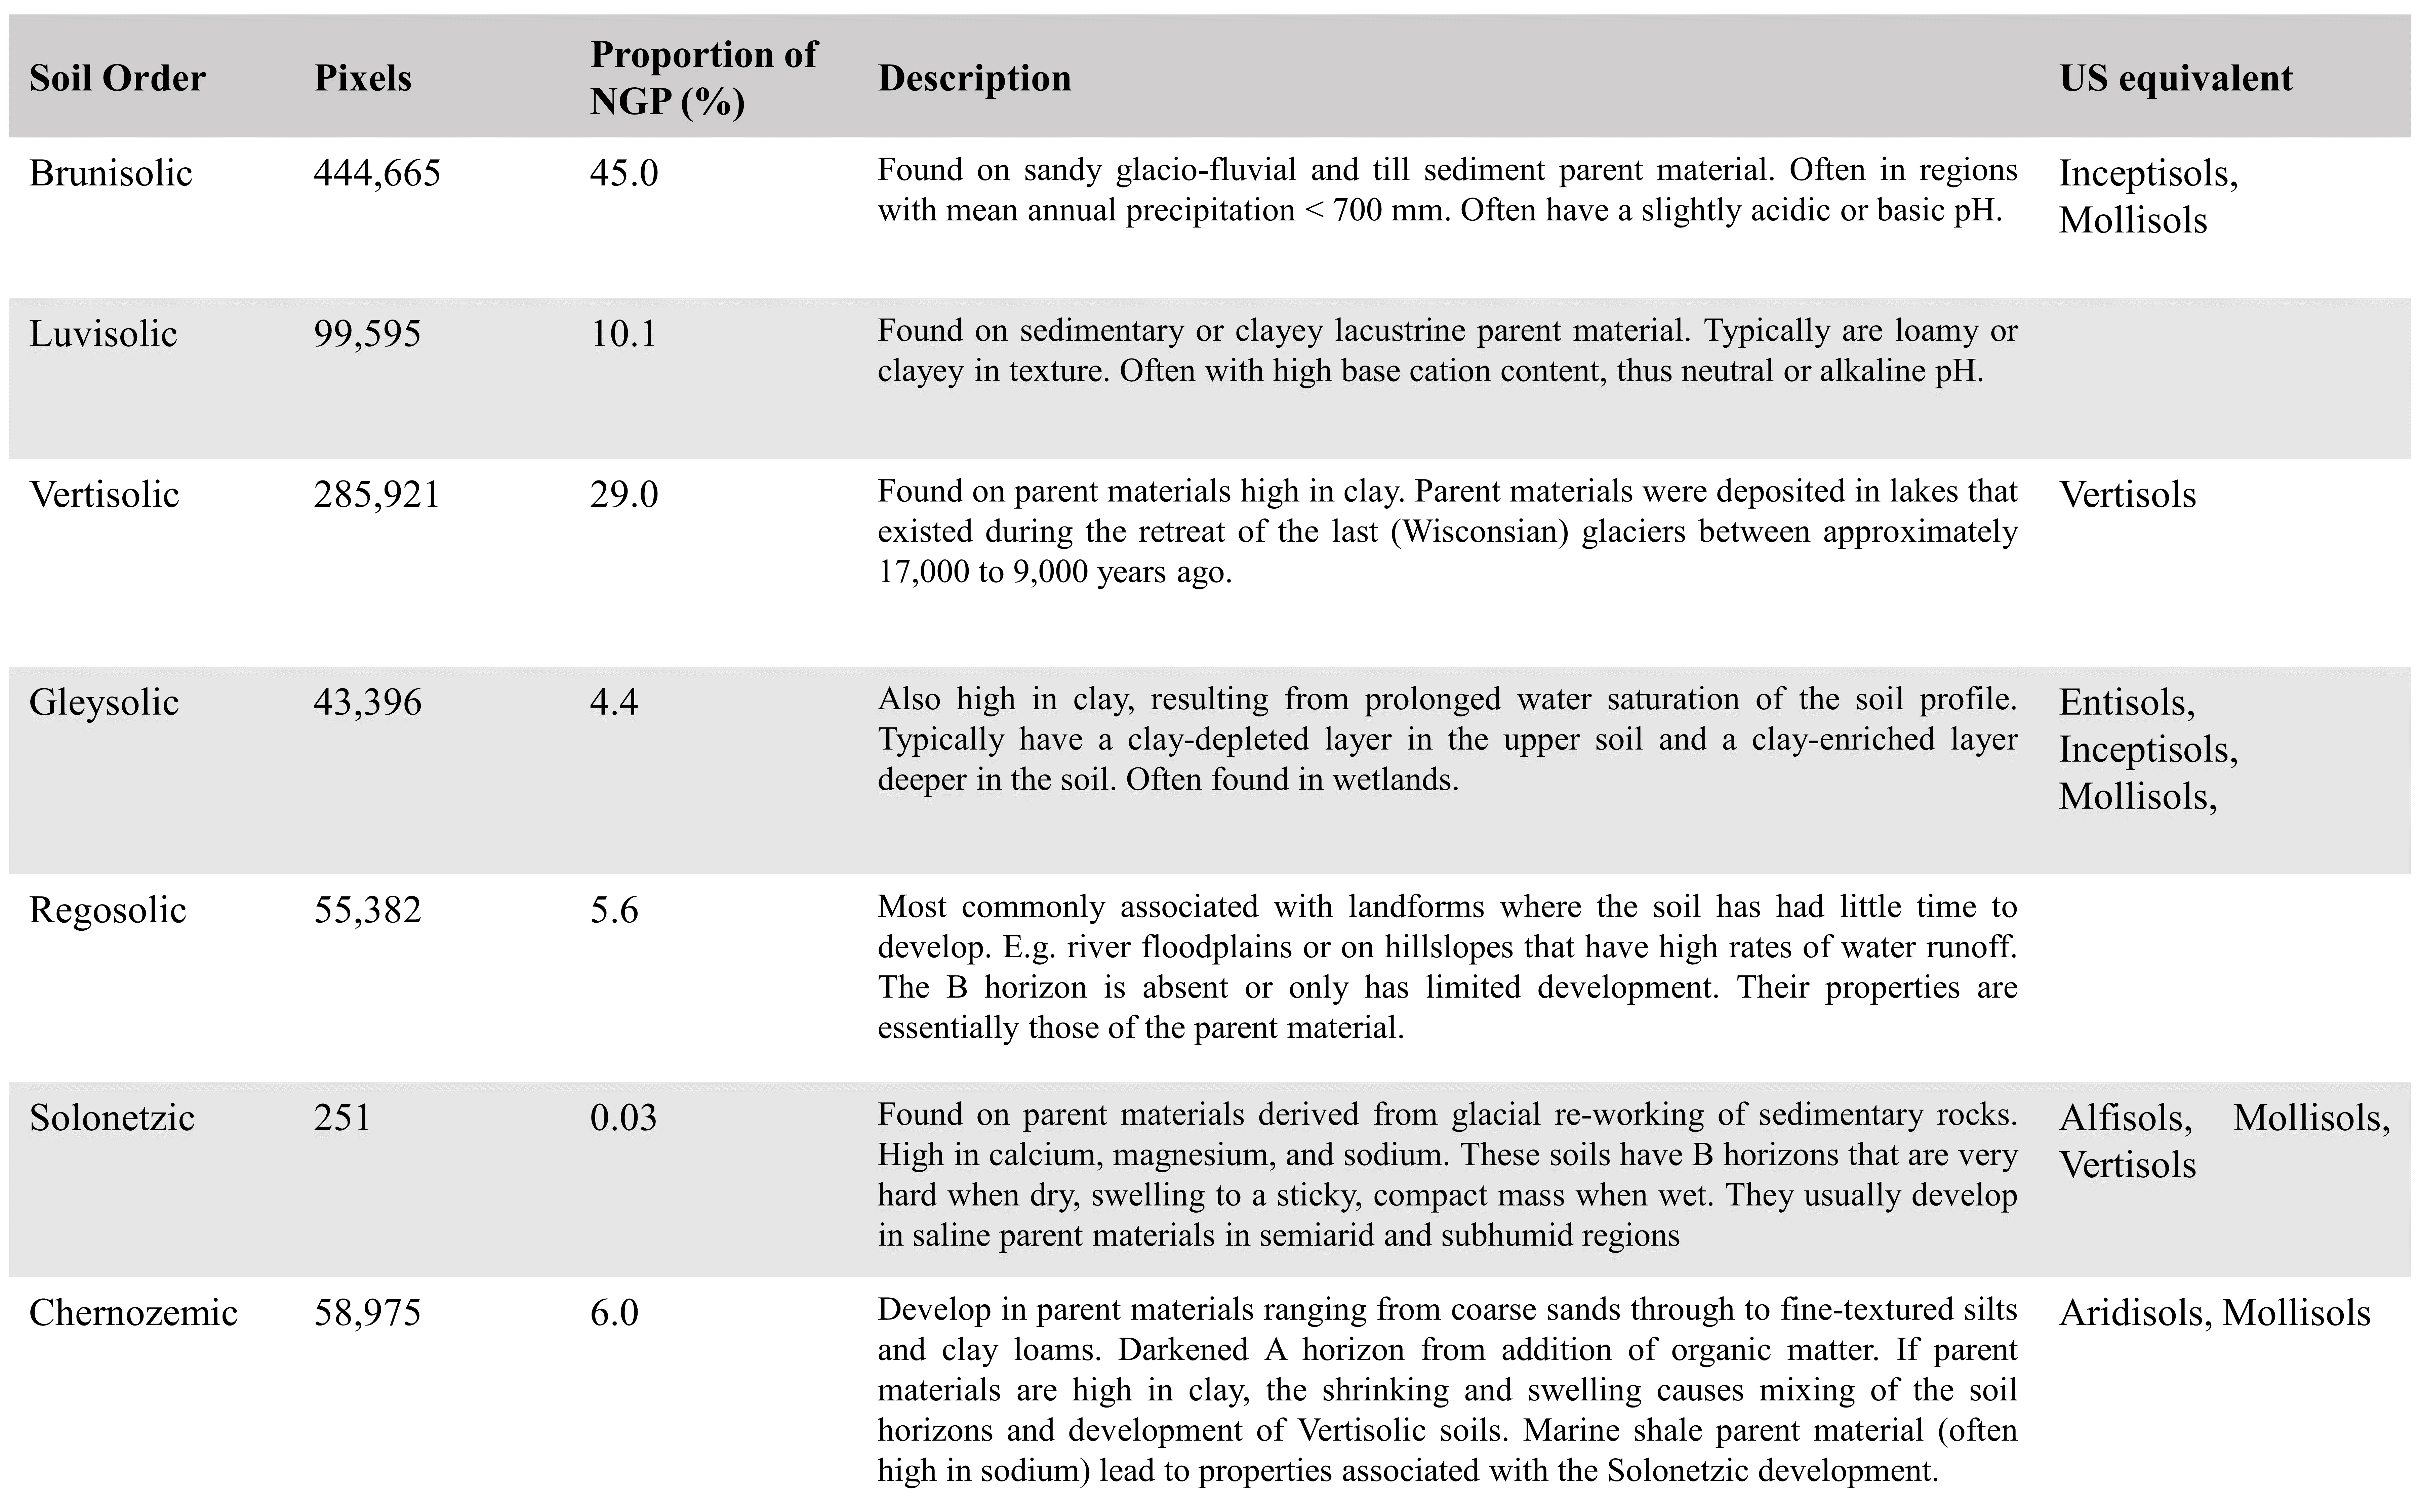 Soil Order Pixels Proportion of NGP (%) Description US equivalent
Brunisolic 444,665 45.0 Found on sandy glacio-fluvial and till sediment parent material. Often in regions Inceptisols,
with mean annual precipitation < 700 mm. Often have a slightly acidic or basic pH. Mollisols
Luvisolic 99,595 10.1 Found on sedimentary or clayey lacustrine parent material. Typically are loamy or
clayey in texture. Often with high base cation content, thus neutral or alkaline pH.
Vertisolic 285,921 29.0 Found on parent materials high in clay. Parent materials were deposited in lakes that Vertisols
existed during the retreat of the last (Wisconsian) glaciers between approximately
17,000 to 9,000 years ago.
Gleysolic 43,396 4.4 Also high in clay, resulting from prolonged water saturation of the soil profile. Entisols,
Typically have a clay-depleted layer in the upper soil and a clay-enriched layer Inceptisols,
deeper in the soil. Often found in wetlands. Mollisols,
Regosolic 55,382 5.6 Most commonly associated with landforms where the soil has had little time to
develop. E.g. river floodplains or on hillslopes that have high rates of water runoff.
The B horizon is absent or only has limited development. Their properties are
essentially those of the parent material.
Solonetzic 251 0.03 Found on parent materials derived from glacial re-working of sedimentary rocks. Alfisols, Mollisols,
High in calcium, magnesium, and sodium. These soils have B horizons that are very Vertisols
hard when dry, swelling to a sticky, compact mass when wet. They usually develop
in saline parent materials in semiarid and subhumid regions
Chernozemic 58,975 6.0 Develop in parent materials ranging from coarse sands through to fine-textured silts Aridisols, Mollisols
and clay loams. Darkened A horizon from addition of organic matter. If parent
materials are high in clay, the shrinking and swelling causes mixing of the soil
horizons and development of Vertisolic soils. Marine shale parent material (often
high in sodium) lead to properties associated with the Solonetzic development.